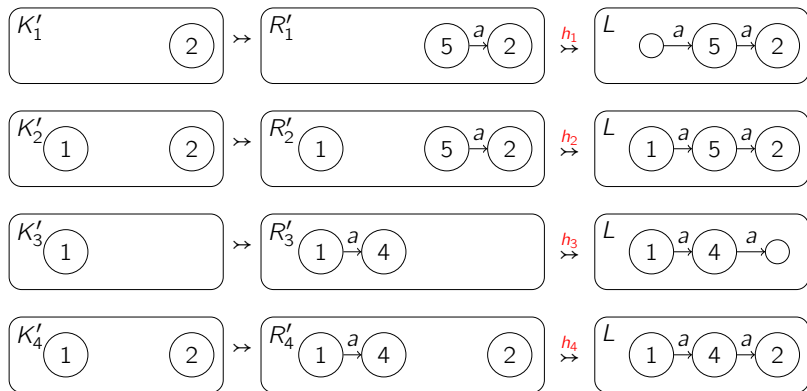 K′₁ 2 ↣ R′₁ 5 a 2 h₁ ↣ L a 5 a 2
K′₂ 1 2 ↣ R′₂ 1 5 a 2 h₂ ↣ L 1 a 5 a 2
K′₃ 1 ↣ R′₃ 1 a 4 h₃ ↣ L 1 a 4 a
K′₄ 1 2 ↣ R′₄ 1 a 4 2 h₄ ↣ L 1 a 4 a 2